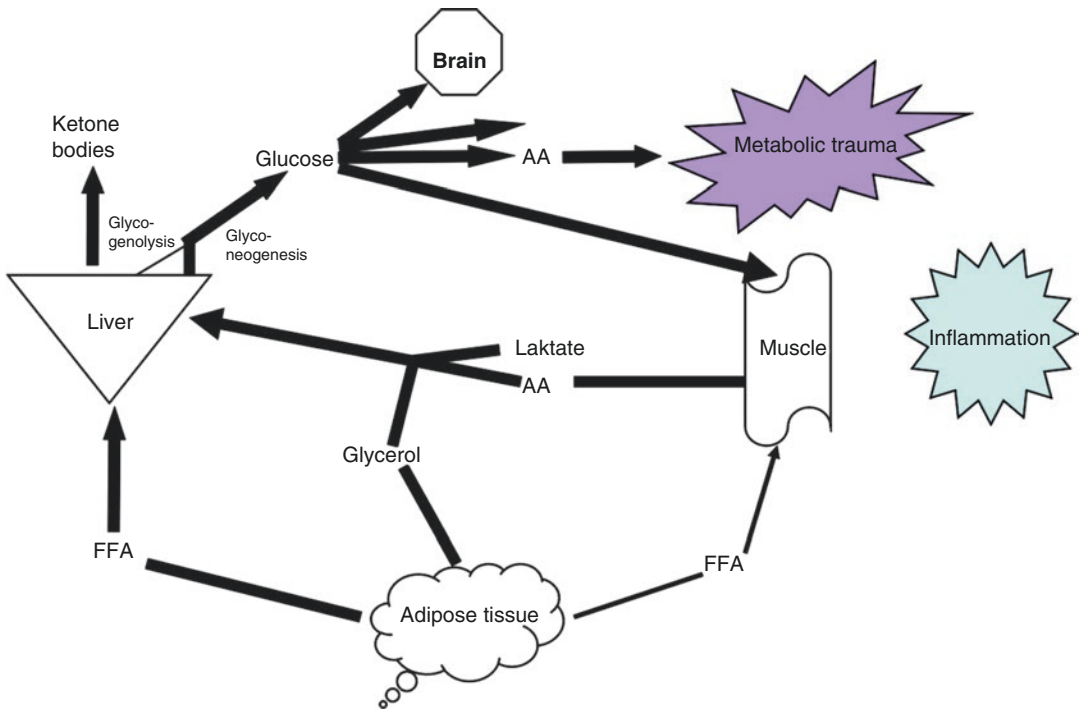 Brain
Metabolic trauma
Ketone
bodies
Glucose
AA
Glyco-
genolysis
Glyco-
neogenesis
Liver
Laktate
AA
Muscle
Inflammation
Glycerol
FFA
FFA
Adipose tissue